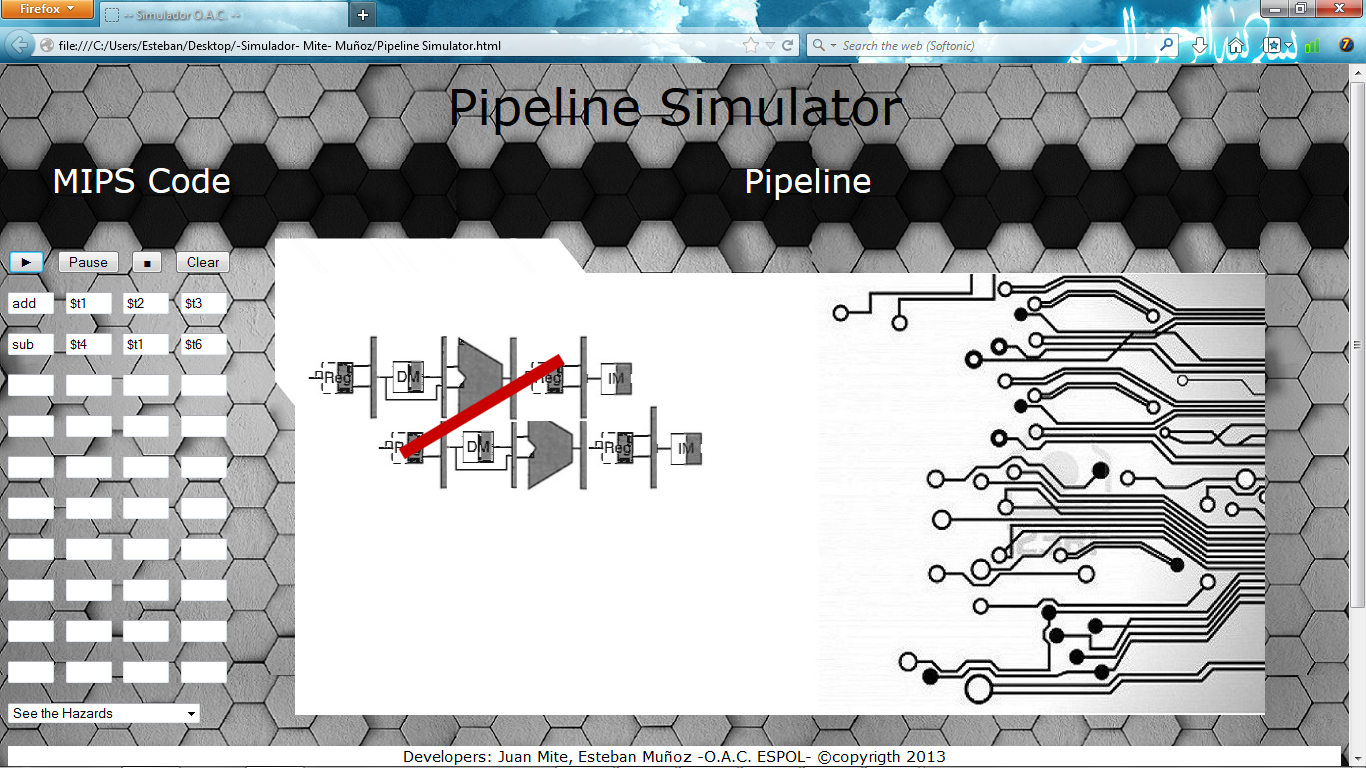 Firefox
-- Simulador O.A.C. --
file:///C:/Users/Esteban/Desktop/-Simulador- Mite- Muñoz/Pipeline Simulator.html
Search the web (Softonic)
Pipeline Simulator
MIPS Code
Pipeline
Pause
Clear
add $t1 $t2 $t3
sub $t4 $t1 $t6
Reg DM Reg IM
Reg DM Reg IM
See the Hazards
Developers: Juan Mite, Esteban Muñoz -O.A.C. ESPOL- ©copyrigth 2013